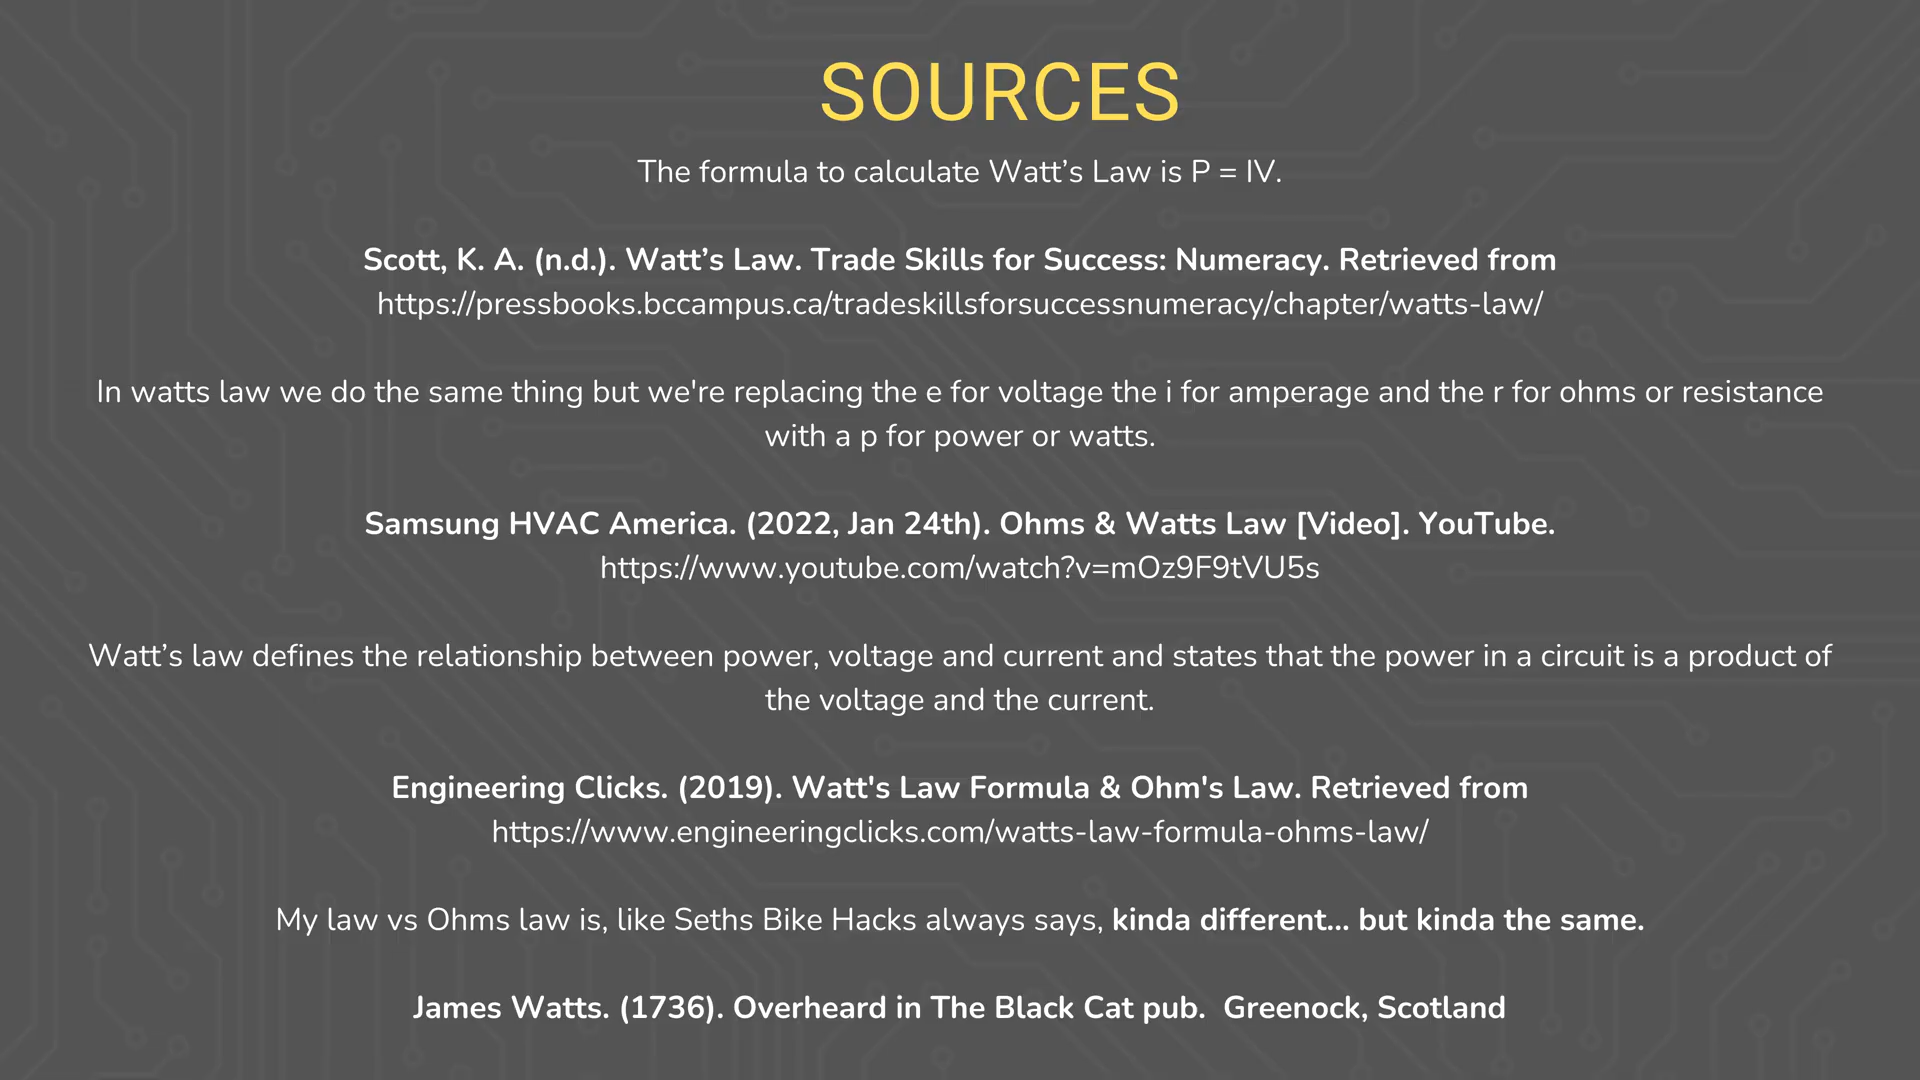 SOURCES
The formula to calculate Watt’s Law is P = IV.
Scott, K. A. (n.d.). Watt’s Law. Trade Skills for Success: Numeracy. Retrieved from
https://pressbooks.bccampus.ca/tradeskillsforsuccessnumeracy/chapter/watts-law/
In watts law we do the same thing but we're replacing the e for voltage the i for amperage and the r for ohms or resistance
with a p for power or watts.
Samsung HVAC America. (2022, Jan 24th). Ohms & Watts Law [Video]. YouTube.
https://www.youtube.com/watch?v=mOz9F9tVU5s
Watt’s law defines the relationship between power, voltage and current and states that the power in a circuit is a product of
the voltage and the current.
Engineering Clicks. (2019). Watt's Law Formula & Ohm's Law. Retrieved from
https://www.engineeringclicks.com/watts-law-formula-ohms-law/
My law vs Ohms law is, like Seths Bike Hacks always says, kinda different... but kinda the same.
James Watts. (1736). Overheard in The Black Cat pub.  Greenock, Scotland